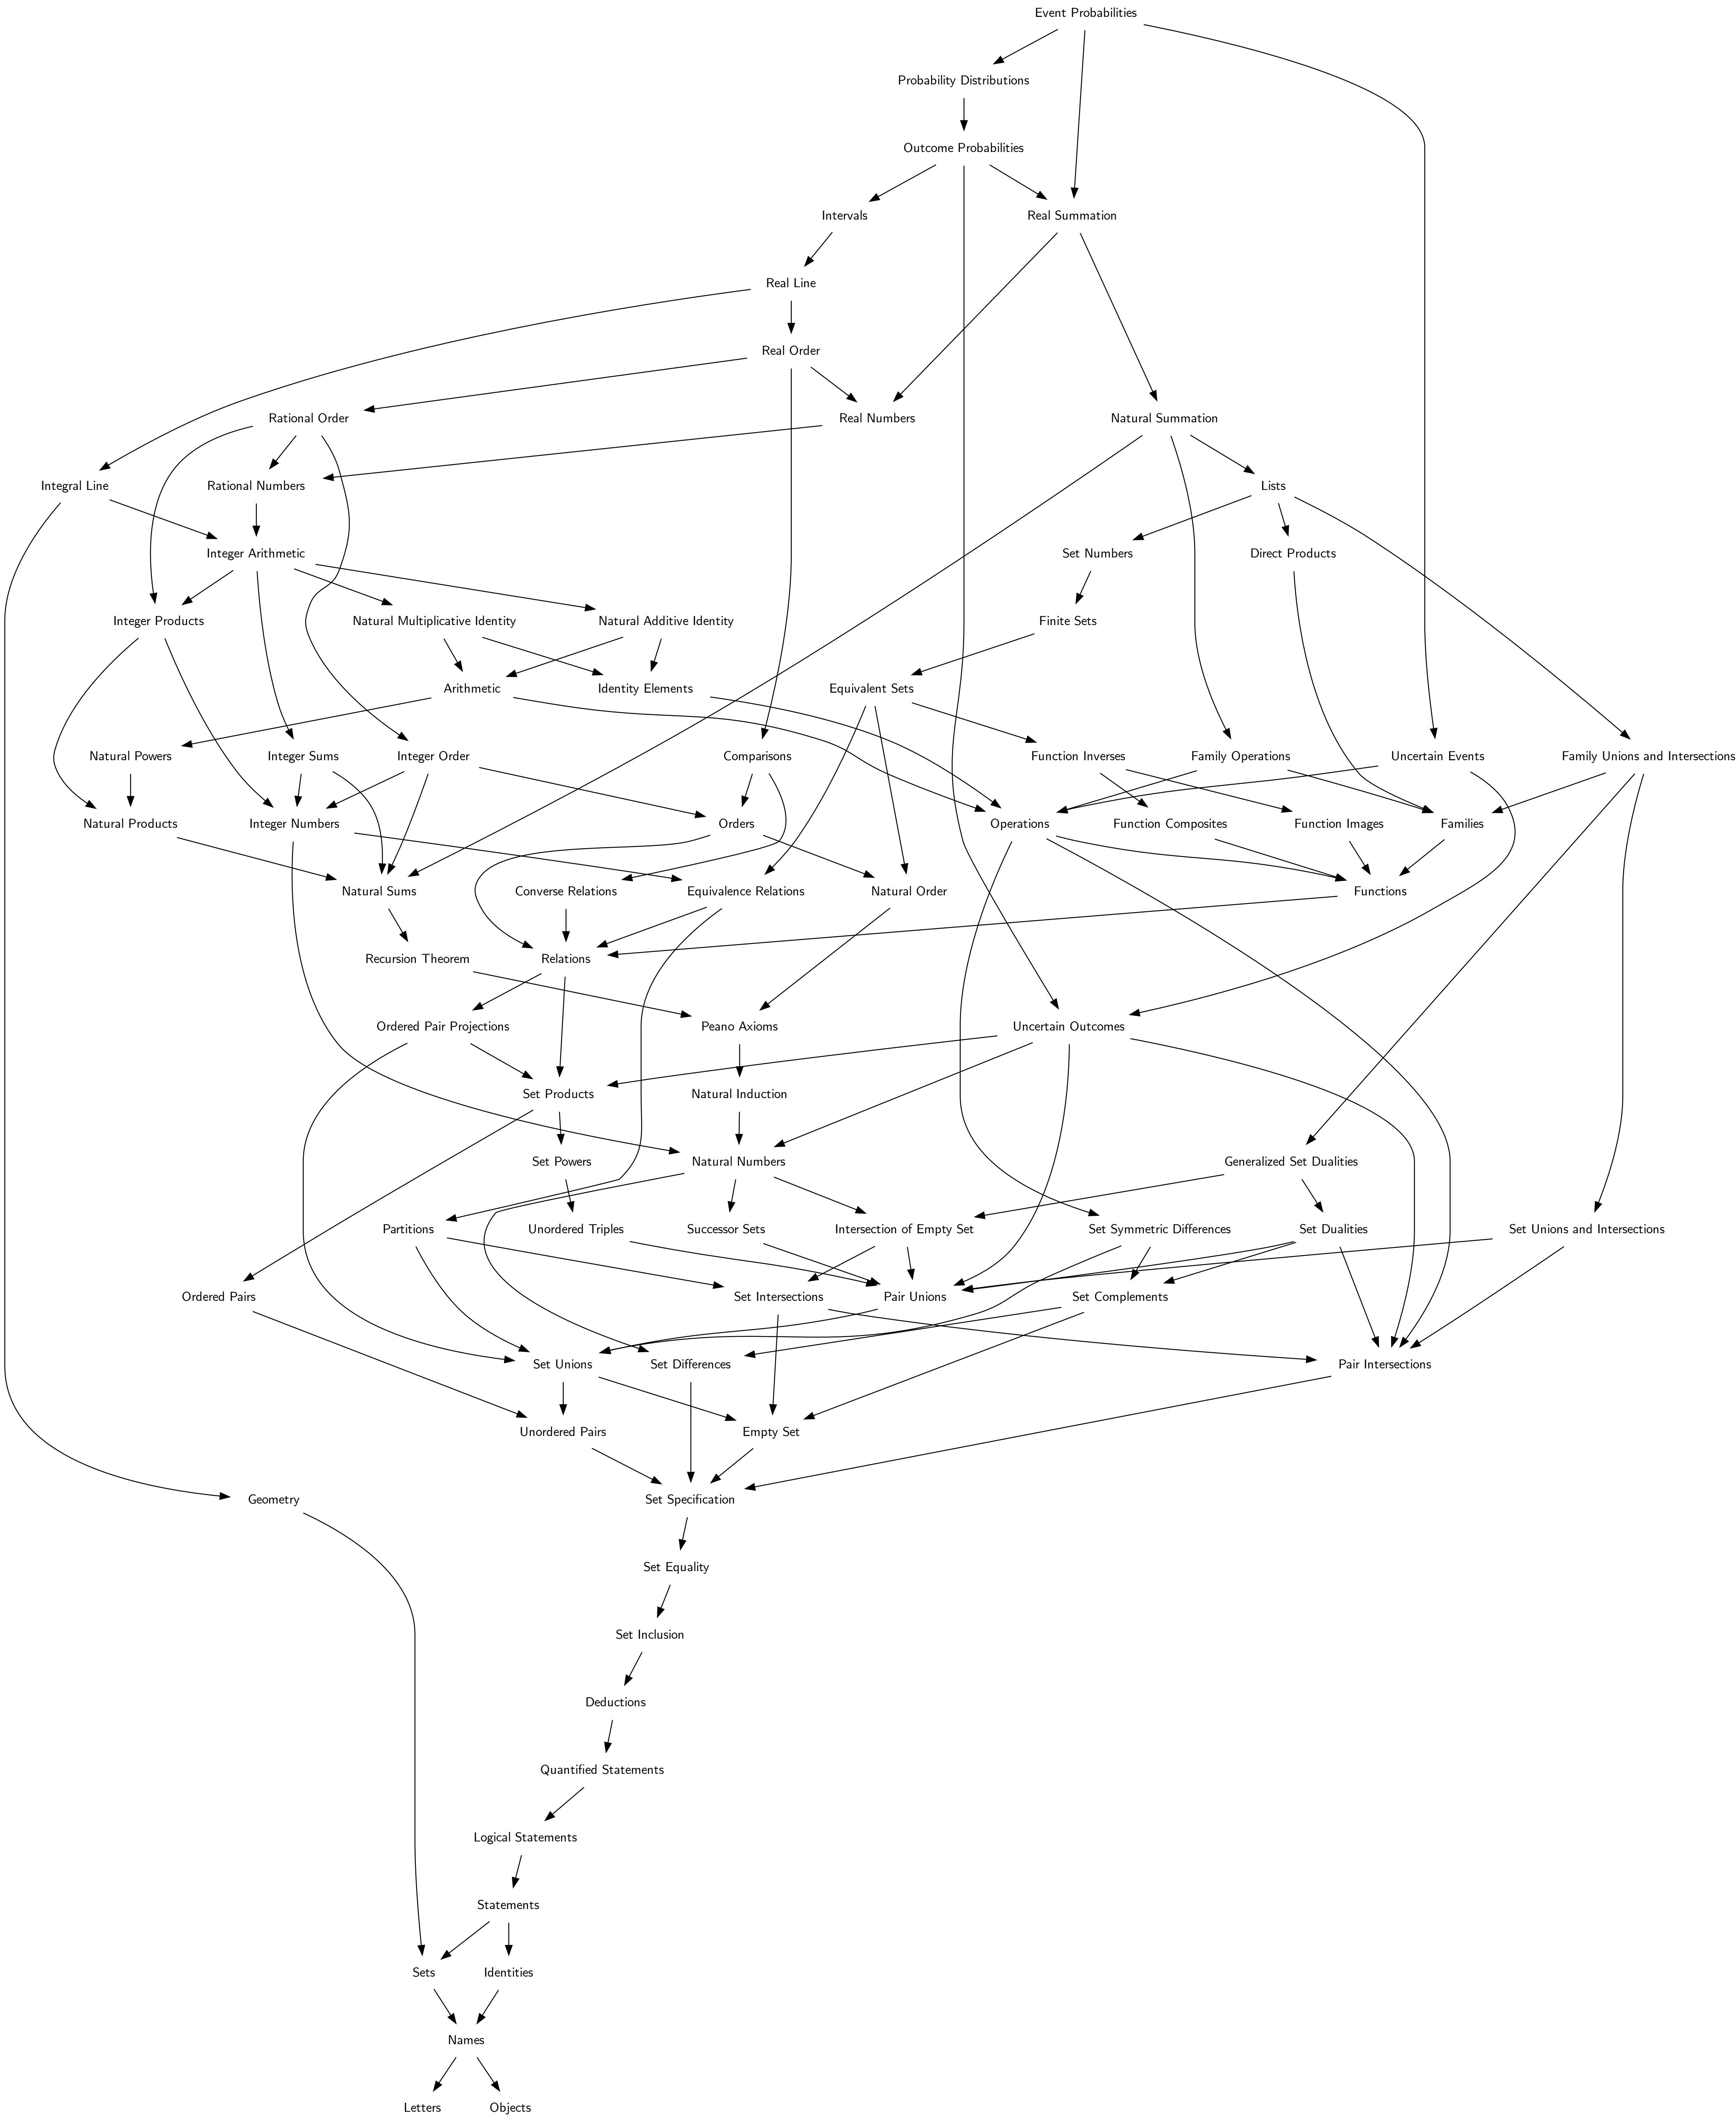 Event Probabilities
Probability Distributions
Outcome Probabilities
Intervals
Real Summation
Real Line
Real Order
Rational Order
Real Numbers
Natural Summation
Integral Line
Rational Numbers
Lists
Integer Arithmetic
Set Numbers
Direct Products
Integer Products
Natural Multiplicative Identity
Natural Additive Identity
Finite Sets
Arithmetic
Identity Elements
Equivalent Sets
Natural Powers
Integer Sums
Integer Order
Comparisons
Function Inverses
Family Operations
Uncertain Events
Family Unions and Intersections
Natural Products
Integer Numbers
Orders
Operations
Function Composites
Function Images
Families
Natural Sums
Converse Relations
Equivalence Relations
Natural Order
Functions
Recursion Theorem
Relations
Ordered Pair Projections
Peano Axioms
Uncertain Outcomes
Set Products
Natural Induction
Set Powers
Natural Numbers
Generalized Set Dualities
Partitions
Unordered Triples
Successor Sets
Intersection of Empty Set
Set Symmetric Differences
Set Dualities
Set Unions and Intersections
Ordered Pairs
Set Intersections
Pair Unions
Set Complements
Set Unions
Set Differences
Pair Intersections
Unordered Pairs
Empty Set
Geometry
Set Specification
Set Equality
Set Inclusion
Deductions
Quantified Statements
Logical Statements
Statements
Sets
Identities
Names
Letters
Objects